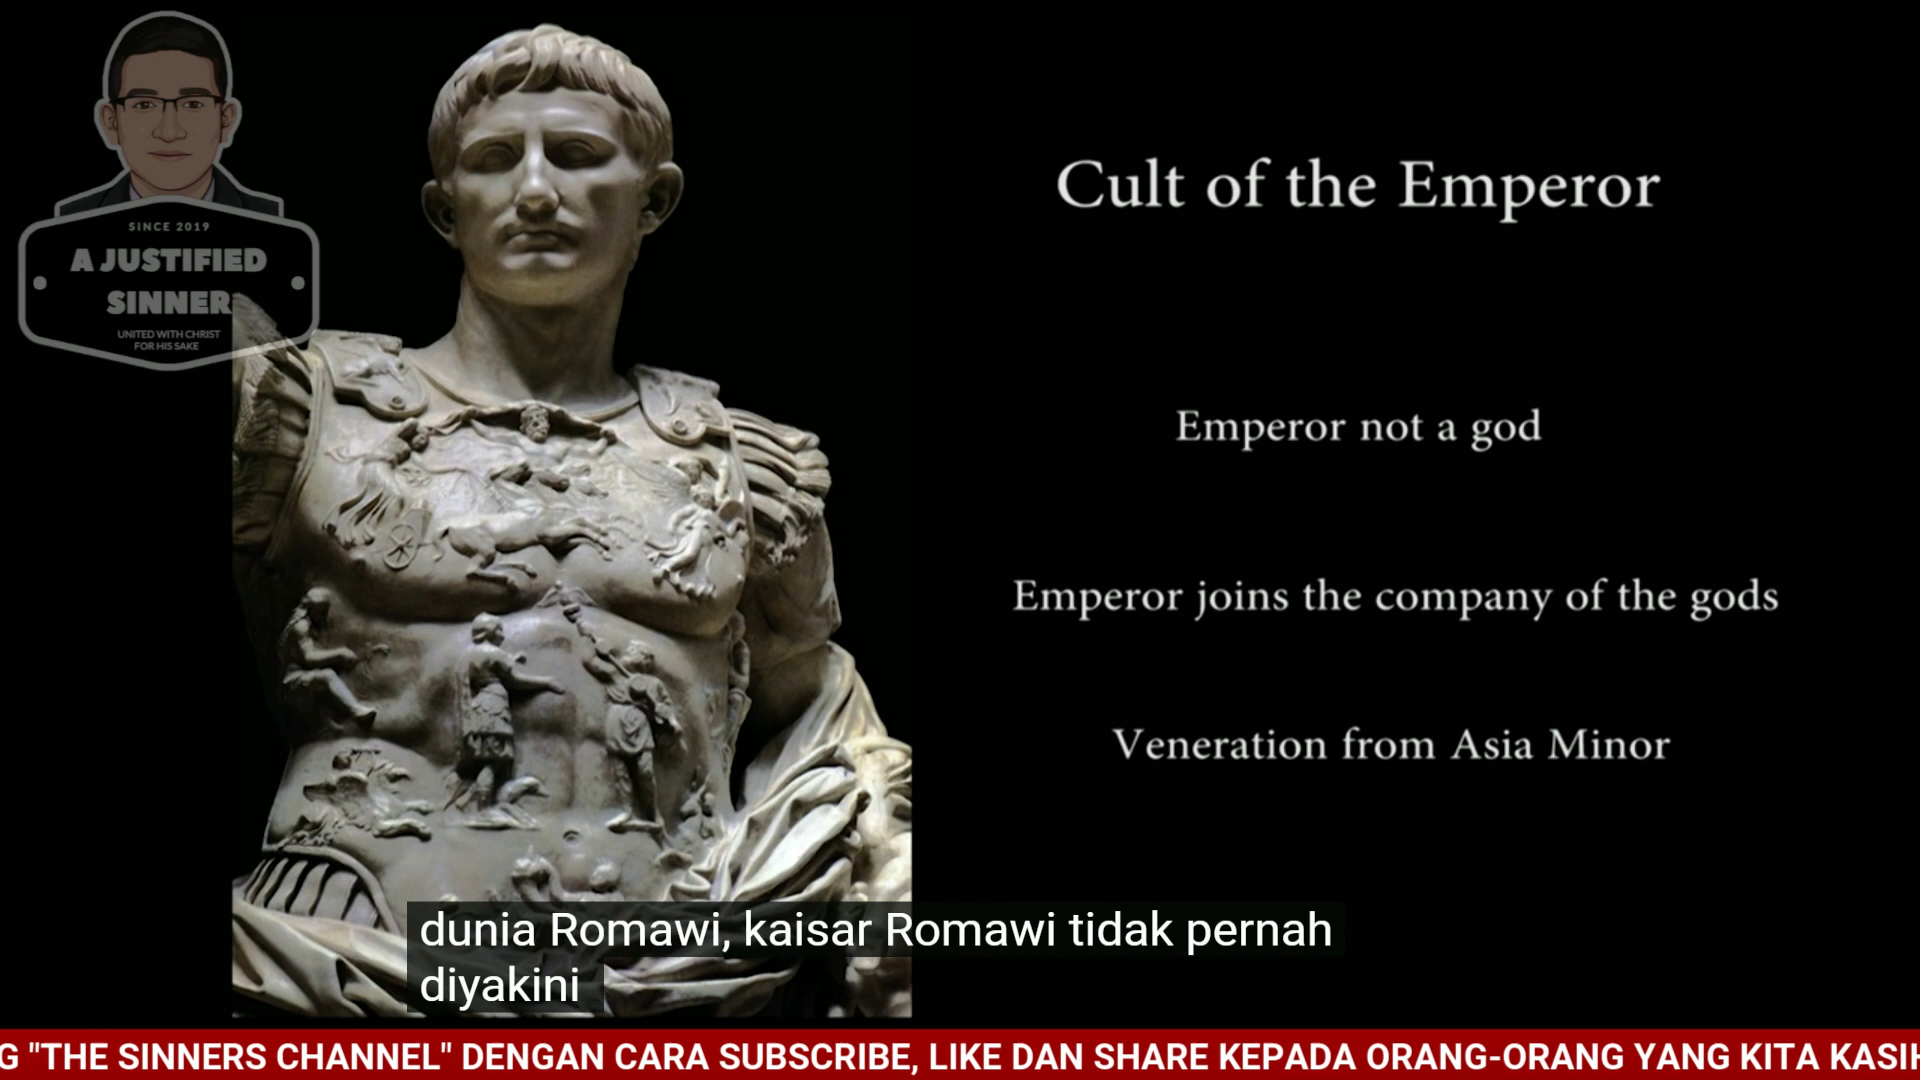 SINCE 2019
A JUSTIFIED
SINNER
UNITED WITH CHRIST
FOR HIS SAKE
Cult of the Emperor
Emperor not a god
Emperor joins the company of the gods
Veneration from Asia Minor
dunia Romawi, kaisar Romawi tidak pernah
diyakini
G "THE SINNERS CHANNEL" DENGAN CARA SUBSCRIBE, LIKE DAN SHARE KEPADA ORANG-ORANG YANG KITA KASIH